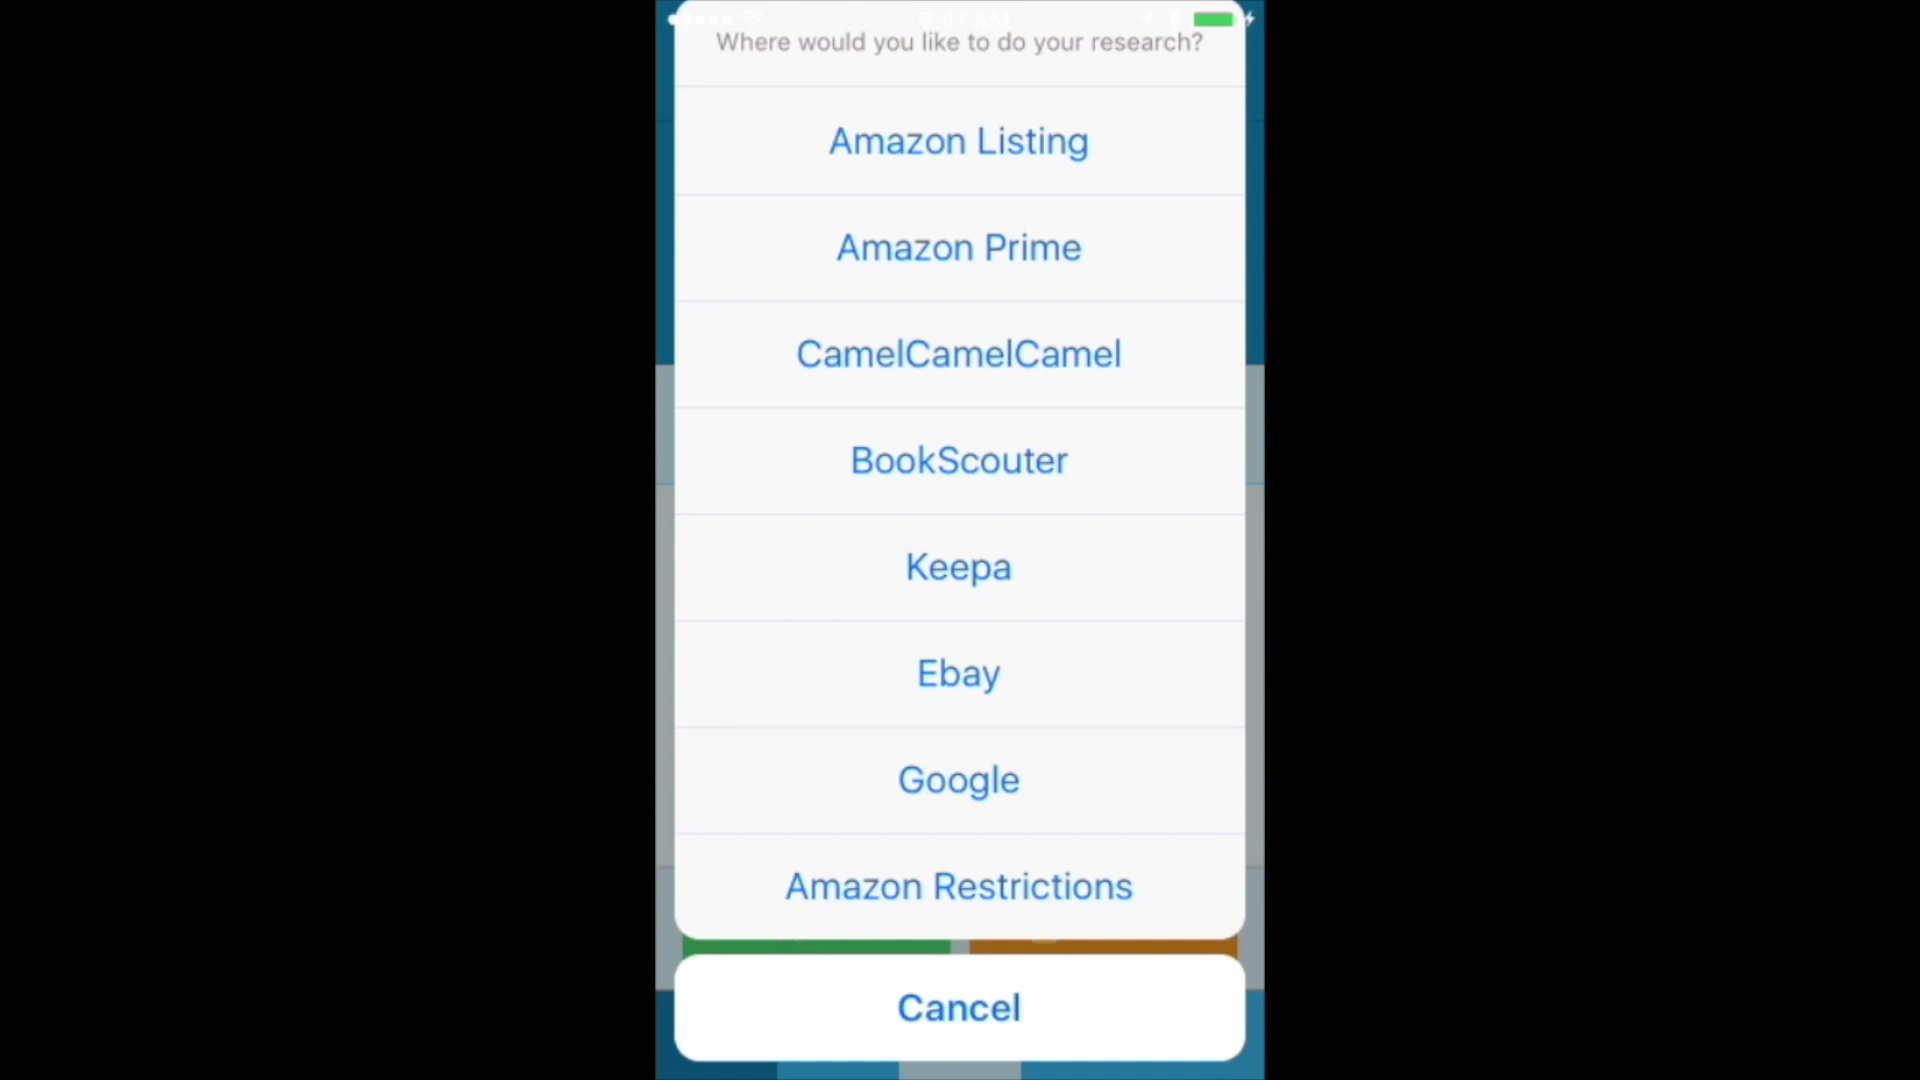 Where would you like to do your research?
Amazon Listing
Amazon Prime
CamelCamelCamel
BookScouter
Keepa
Ebay
Google
Amazon Restrictions
Cancel